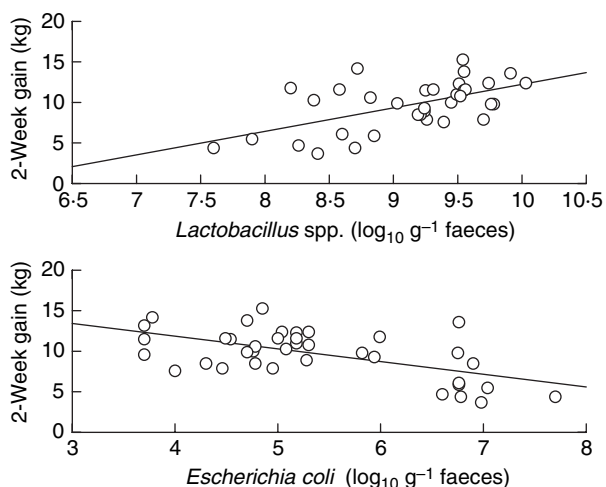 2-Week gain (kg)
20
15
10
5
0
6·5 7 7·5 8 8·5 9 9·5 10 10·5
Lactobacillus spp. (log₁₀ g⁻¹ faeces)
2-Week gain (kg)
20
15
10
5
0
3 4 5 6 7 8
Escherichia coli (log₁₀ g⁻¹ faeces)